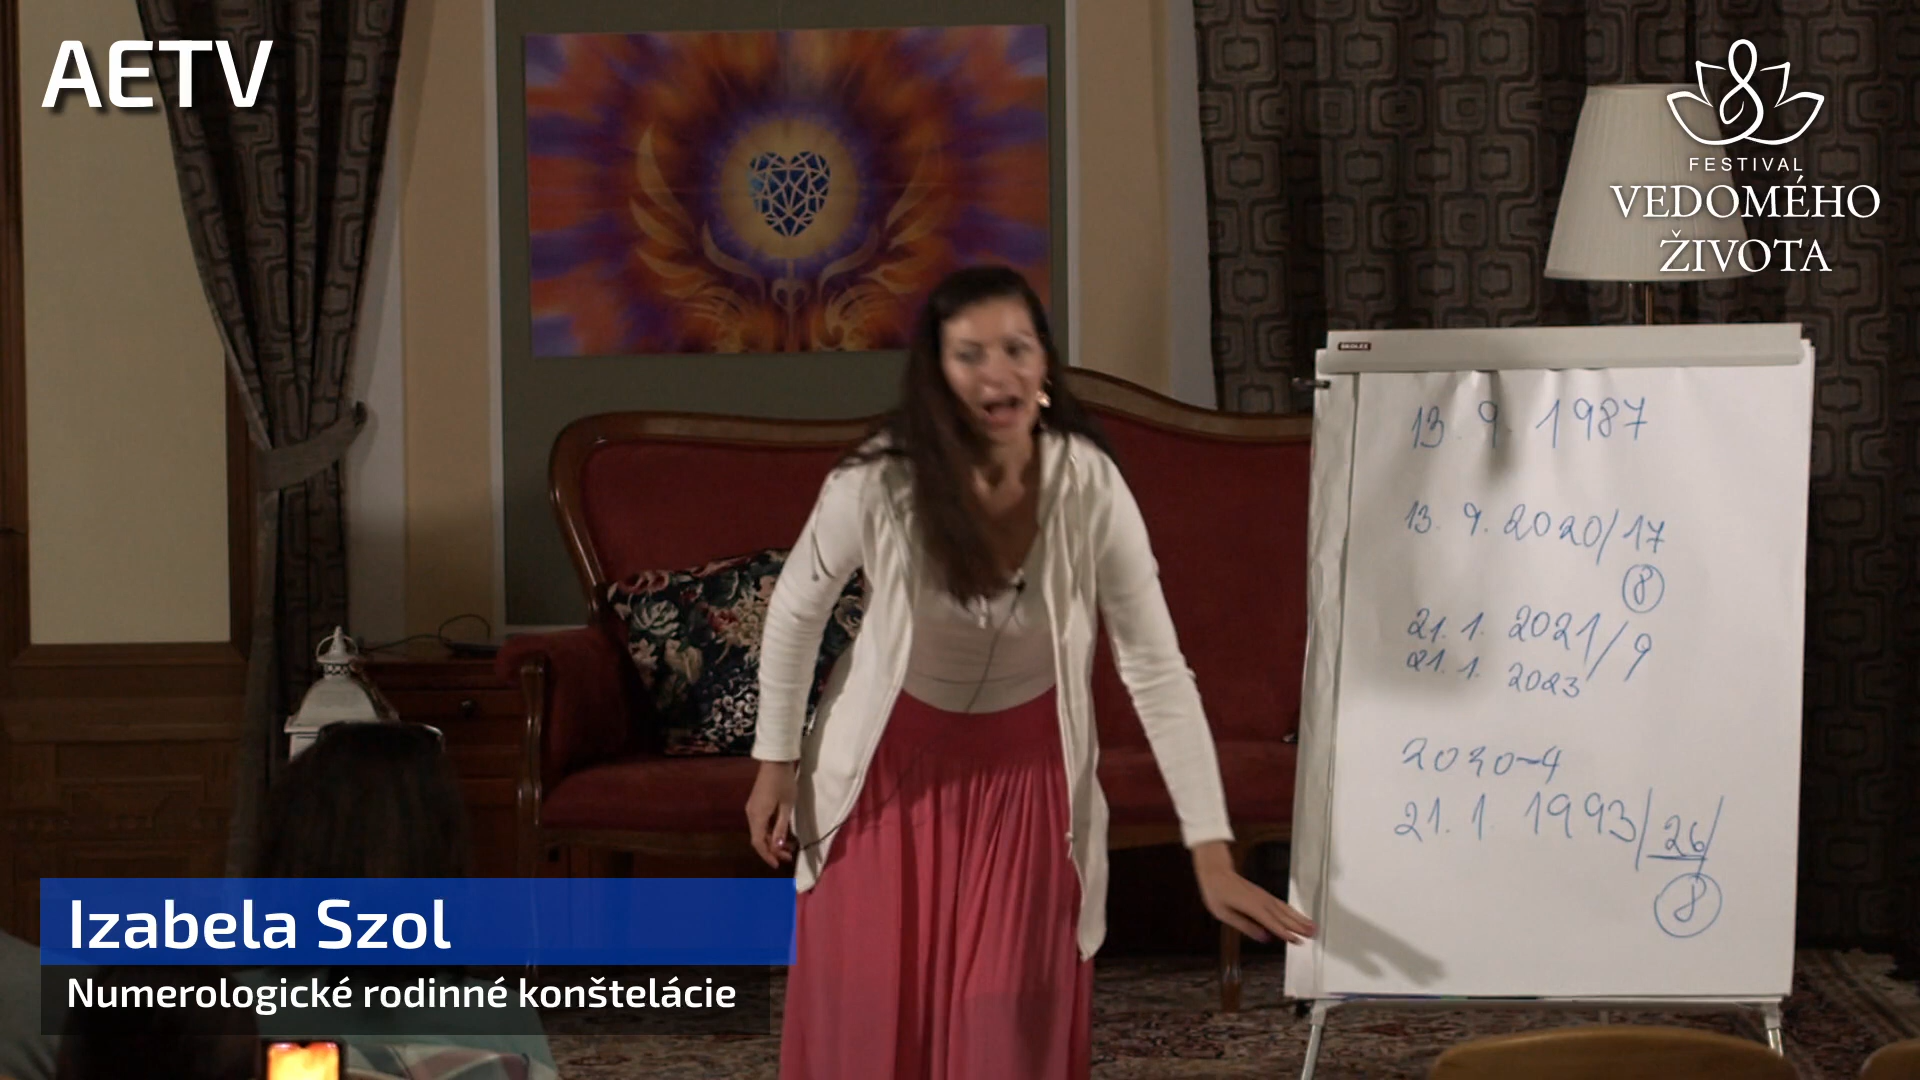 AETV
FESTIVAL
VEDOMÉHO
ŽIVOTA
SKOLEX
13. 9. 1987
13. 9. 2020/17
8
21. 1. 2021/9
21. 1. 2023
2020-4
21. 1. 1993/26/
8
Izabela Szol
Numerologické rodinné konštelácie